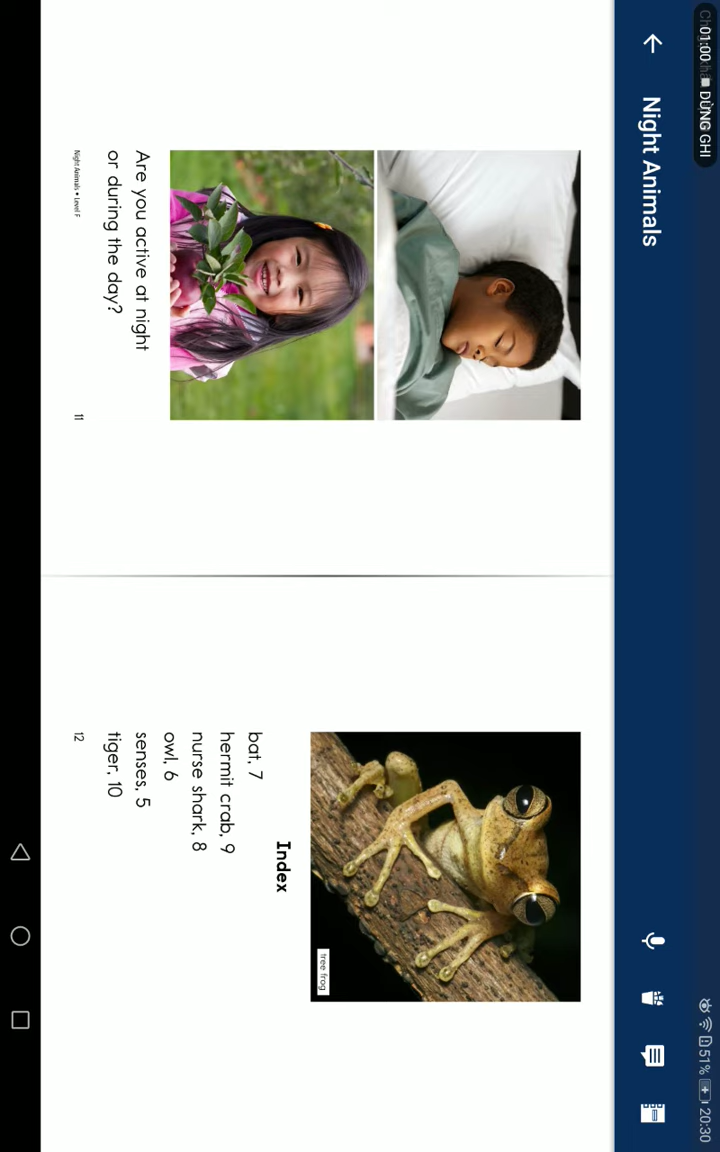 01:00 DỪNG GHI
51% 20:30
Night Animals
Are you active at night
or during the day?
Night Animals • Level F
11
tree frog
Index
bat, 7
hermit crab, 9
nurse shark, 8
owl, 6
senses, 5
tiger, 10
12